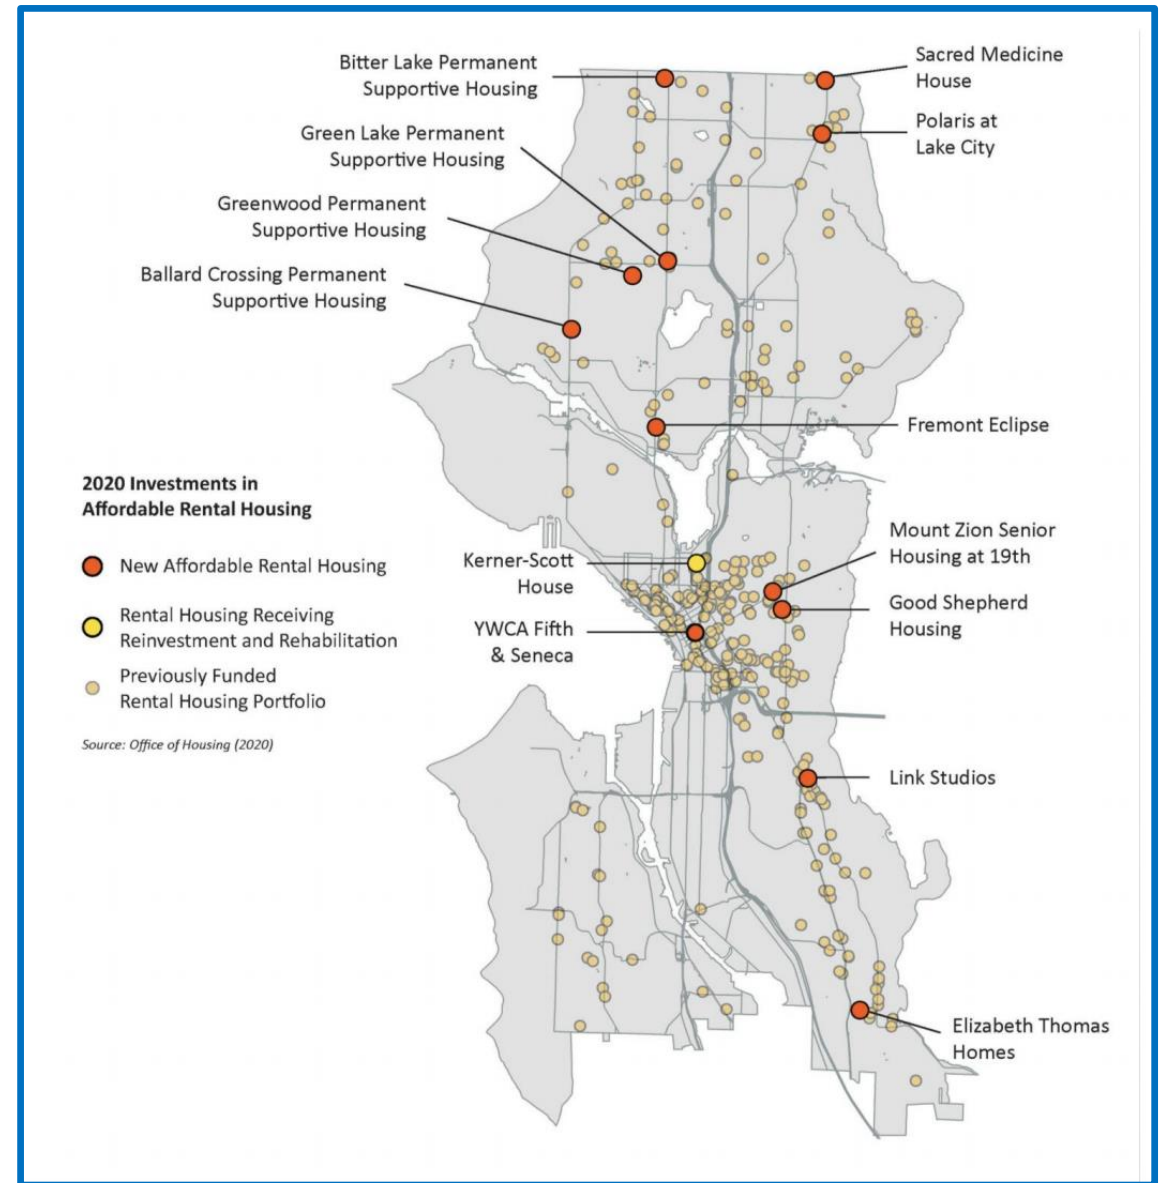 Bitter Lake Permanent
Supportive Housing
Sacred Medicine
House
Green Lake Permanent
Supportive Housing
Polaris at
Lake City
Greenwood Permanent
Supportive Housing
Ballard Crossing Permanent
Supportive Housing
Fremont Eclipse
2020 Investments in
Affordable Rental Housing
New Affordable Rental Housing
Rental Housing Receiving
Reinvestment and Rehabilitation
Previously Funded
Rental Housing Portfolio
Source: Office of Housing (2020)
Kerner-Scott
House
YWCA Fifth
& Seneca
Mount Zion Senior
Housing at 19th
Good Shepherd
Housing
Link Studios
Elizabeth Thomas
Homes